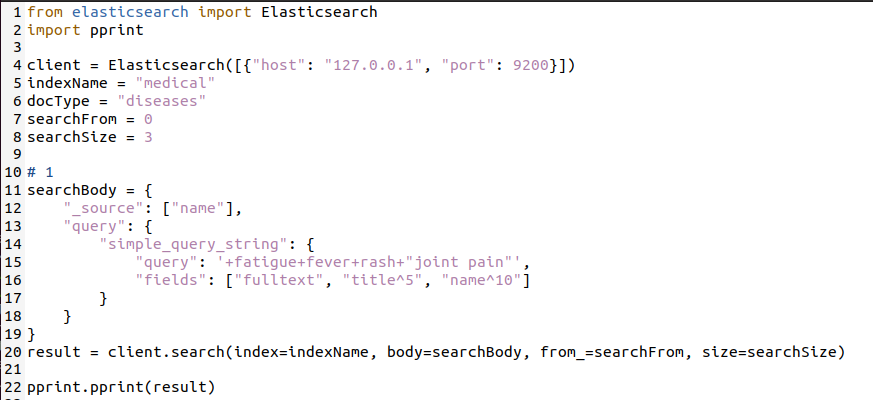 1 from elasticsearch import Elasticsearch
2 import pprint
3
4 client = Elasticsearch([{"host": "127.0.0.1", "port": 9200}])
5 indexName = "medical"
6 docType = "diseases"
7 searchFrom = 0
8 searchSize = 3
9
10 # 1
11 searchBody = {
12     "_source": ["name"],
13     "query": {
14         "simple_query_string": {
15             "query": '+fatigue+fever+rash+"joint pain"',
16             "fields": ["fulltext", "title^5", "name^10"]
17         }
18     }
19 }
20 result = client.search(index=indexName, body=searchBody, from_=searchFrom, size=searchSize)
21
22 pprint.pprint(result)